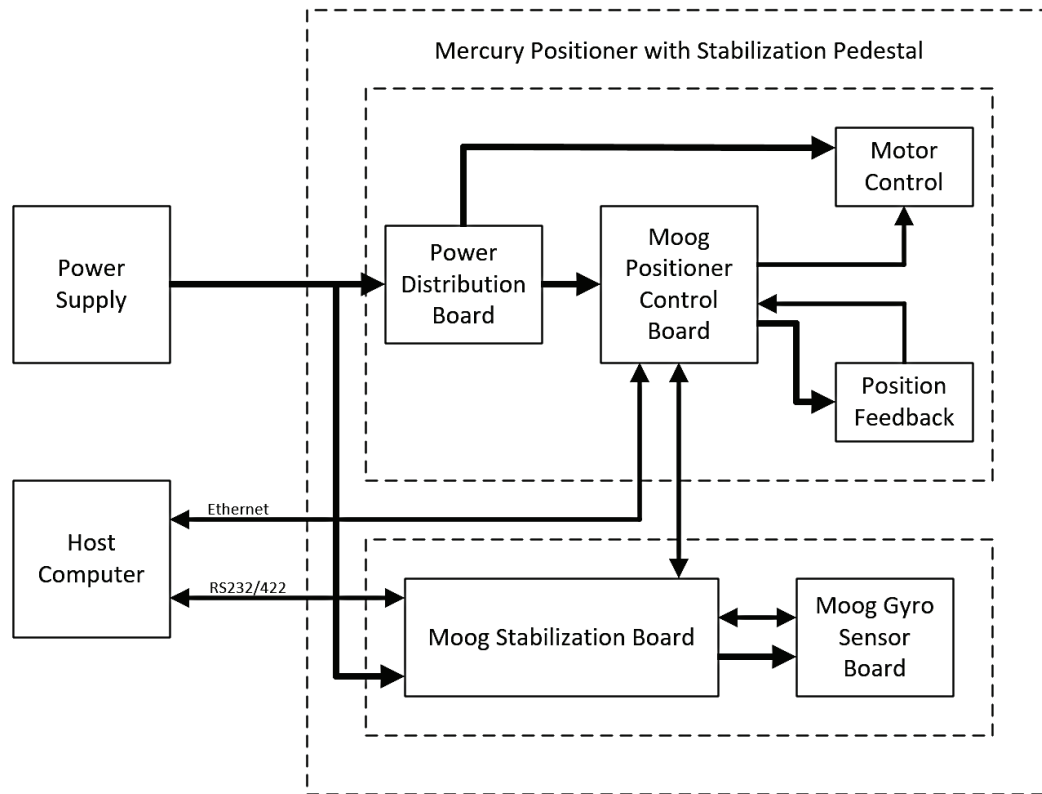 Mercury Positioner with Stabilization Pedestal
Motor
Control
Power
Supply
Power
Distribution
Board
Moog
Positioner
Control
Board
Position
Feedback
Ethernet
Host
Computer
RS232/422
Moog Stabilization Board
Moog Gyro
Sensor
Board